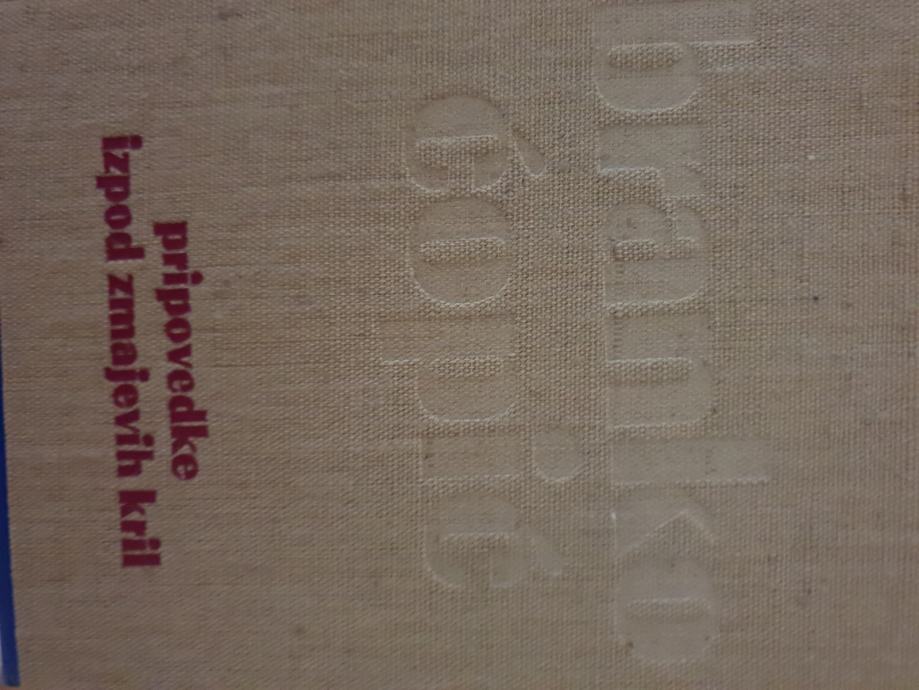 branko
ćopić
pripovedke
izpod zmajevih kril